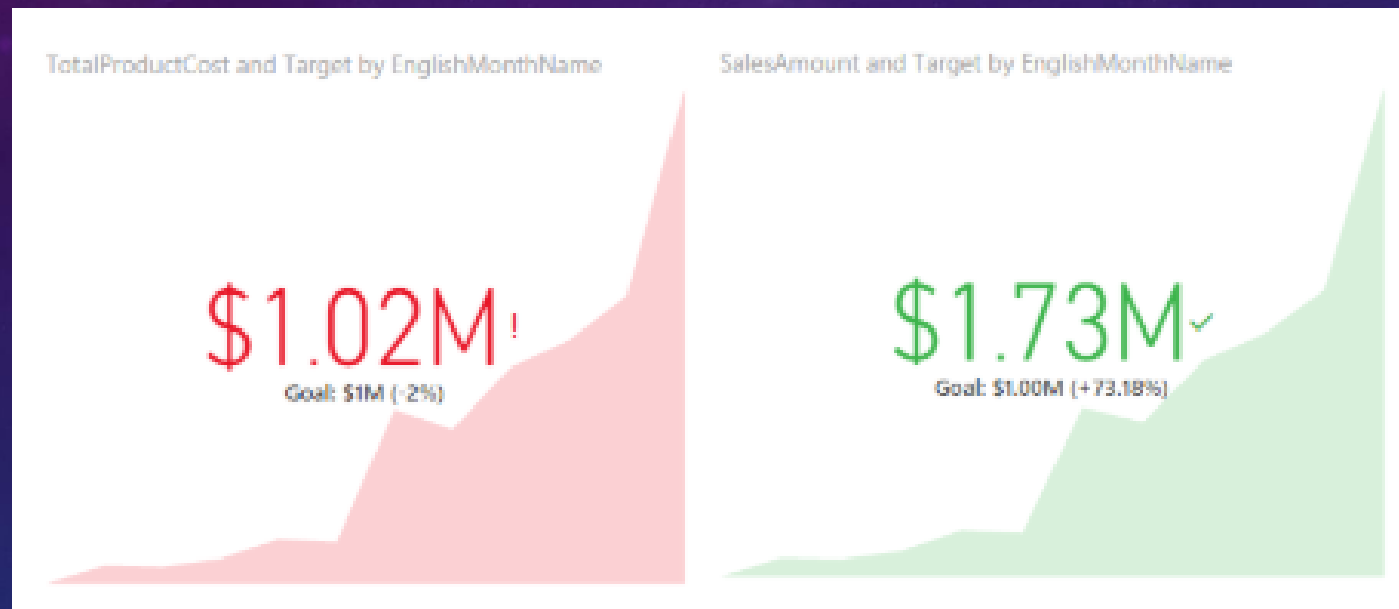 TotalProductCost and Target by EnglishMonthName
$1.02M!
Goal: $1M (-2%)
SalesAmount and Target by EnglishMonthName
$1.73M✓
Goal: $1.00M (+73.18%)